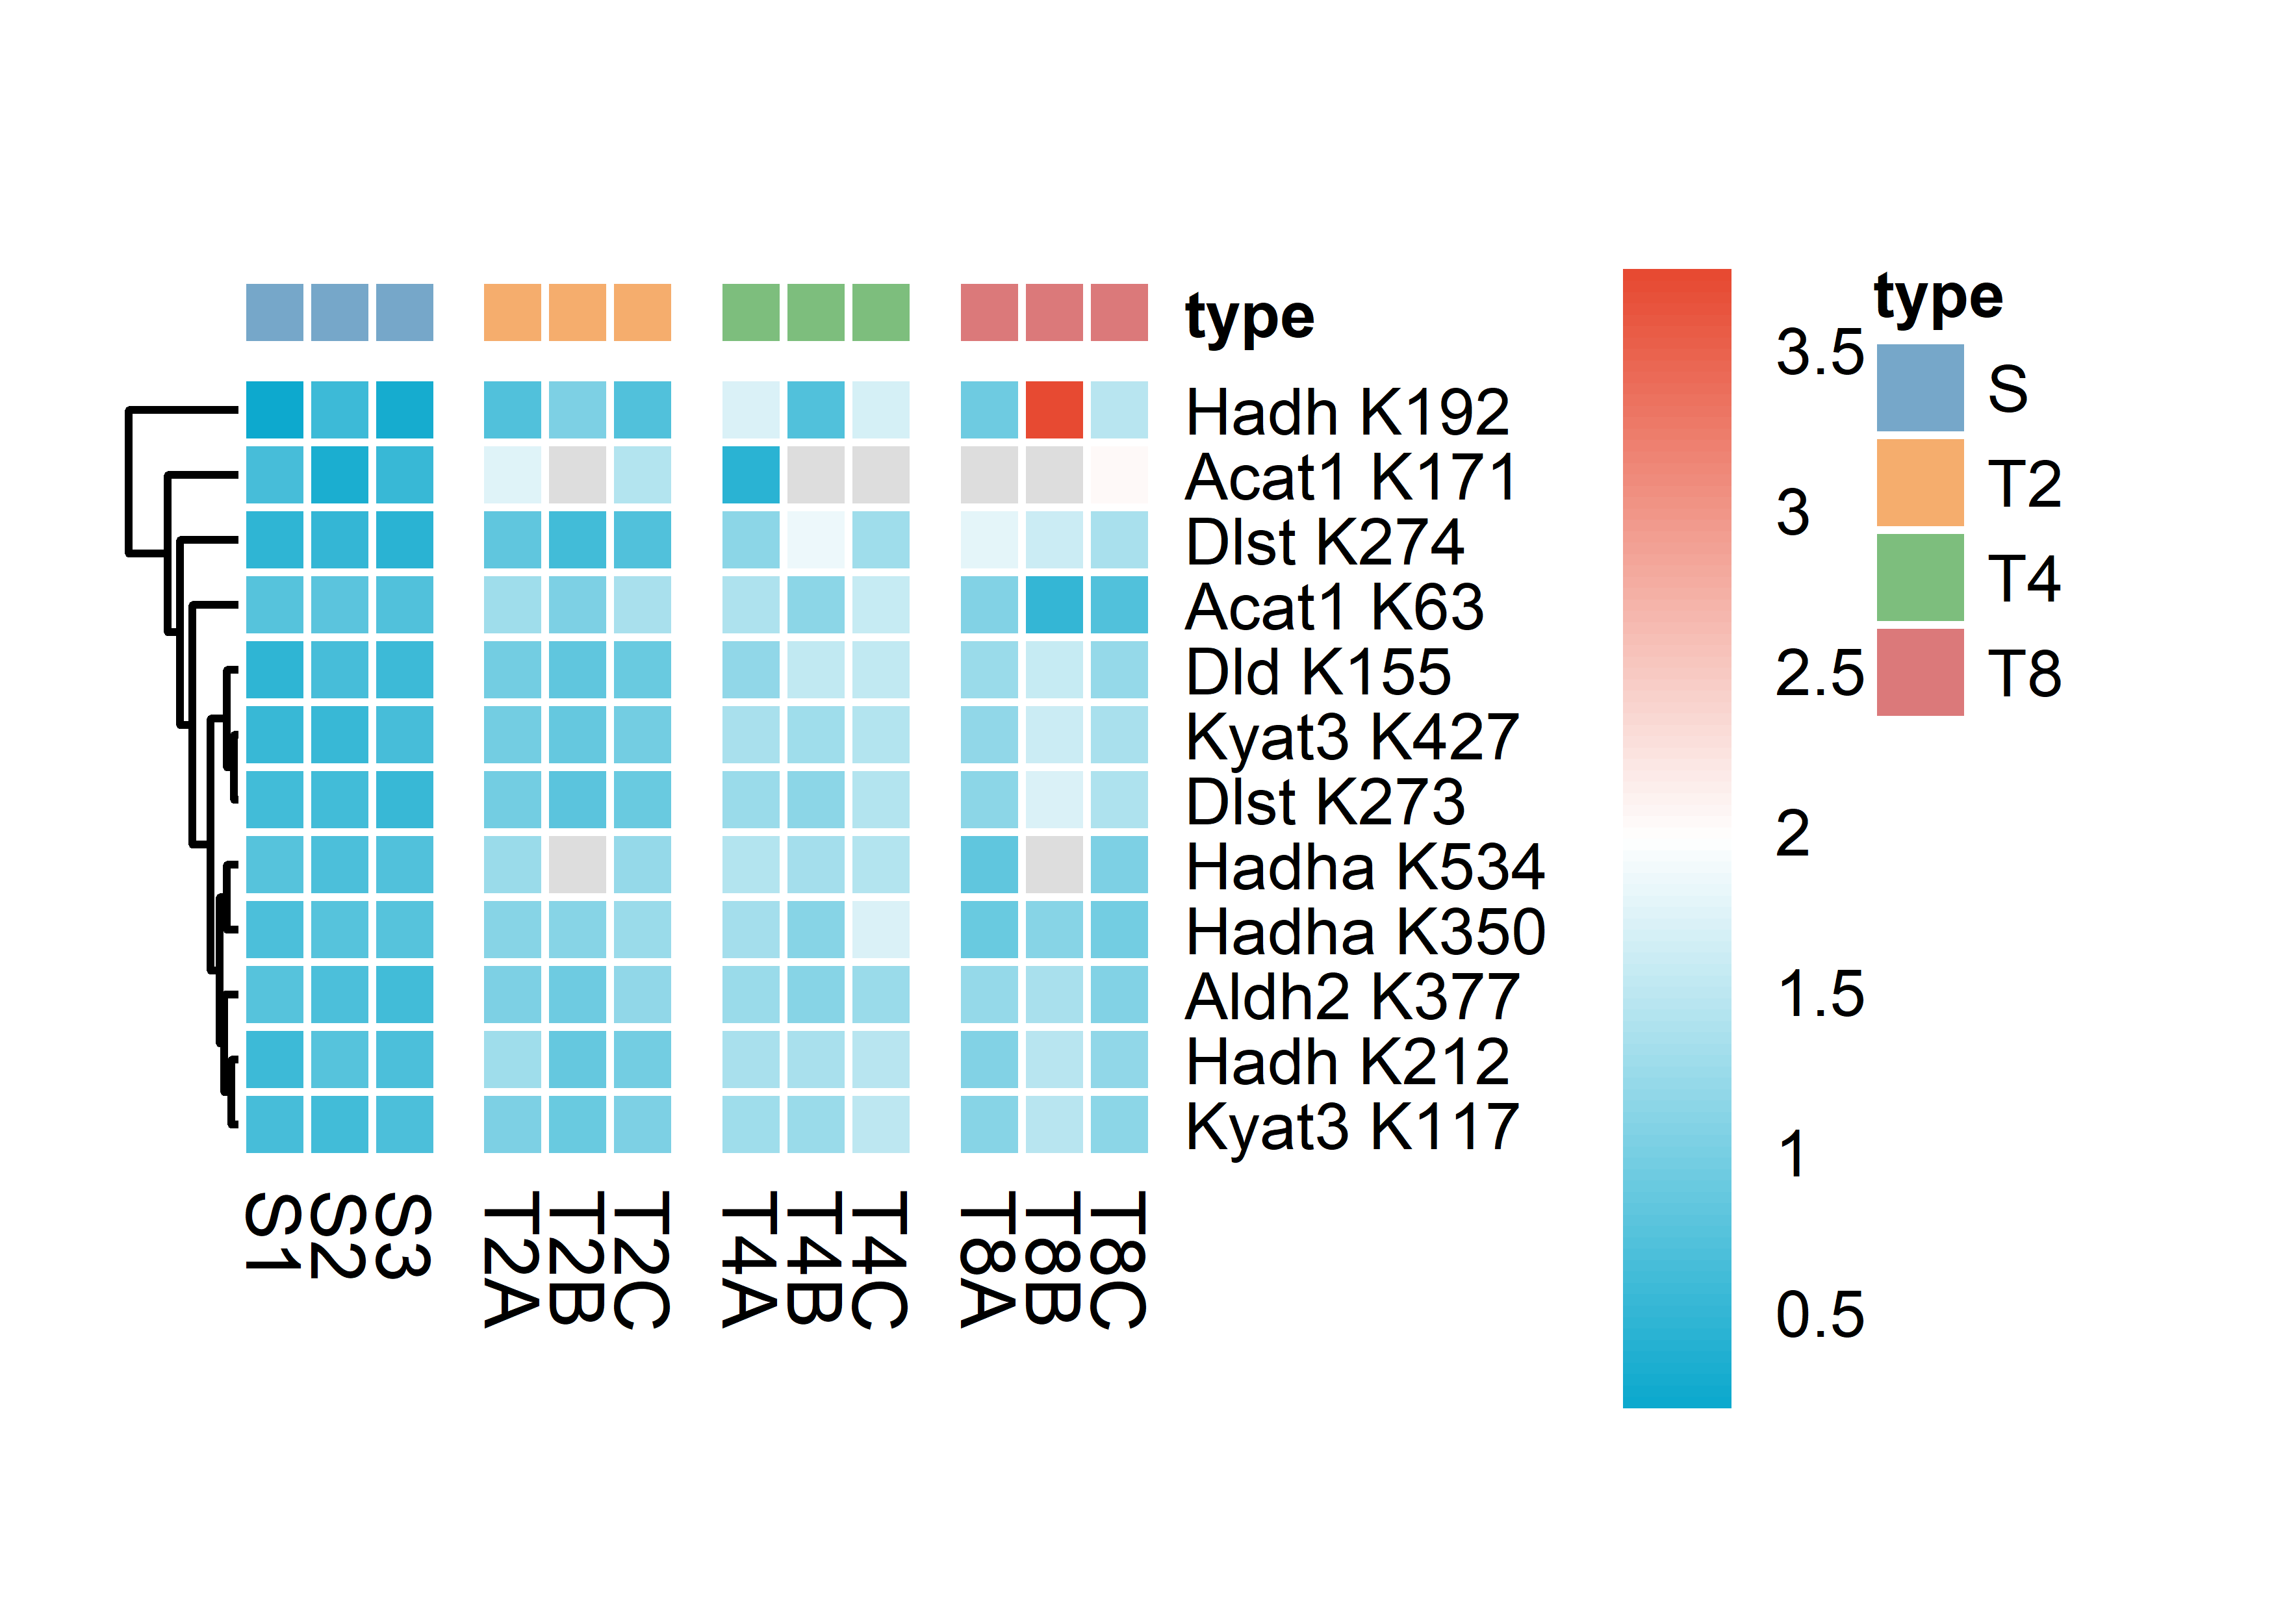 type
Hadh K192
Acat1 K171
Dlst K274
Acat1 K63
Dld K155
Kyat3 K427
Dlst K273
Hadha K534
Hadha K350
Aldh2 K377
Hadh K212
Kyat3 K117
S1
S2
S3
T2A
T2B
T2C
T4A
T4B
T4C
T8A
T8B
T8C
3.5
3
2.5
2
1.5
1
0.5
type
S
T2
T4
T8